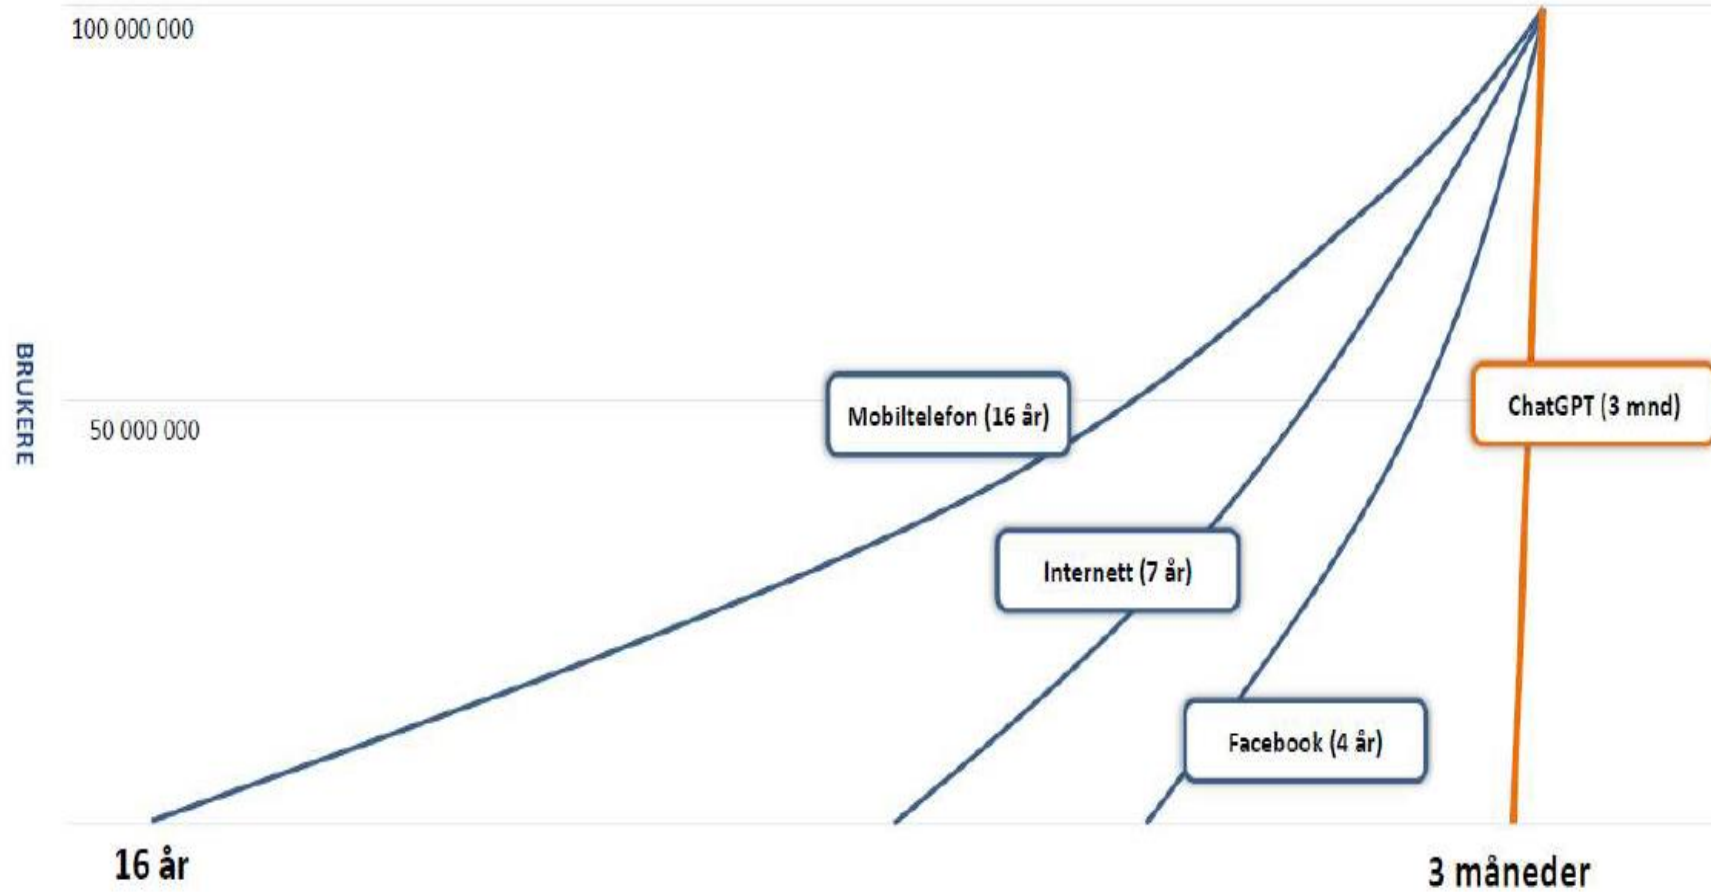 100 000 000
BRUKERE
50 000 000
Mobiltelefon (16 år)
ChatGPT (3 mnd)
Internett (7 år)
Facebook (4 år)
16 år
3 måneder